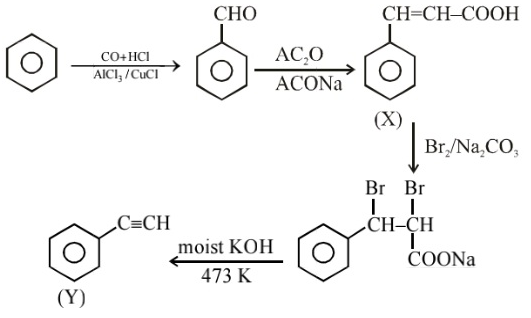 CHO
CH=CH–COOH
CO+HCl
AlCl₃ / CuCl
AC₂O
ACONa
(X)
Br₂/Na₂CO₃
Br Br
C≡CH
CH–CH
moist KOH
473 K
COONa
(Y)